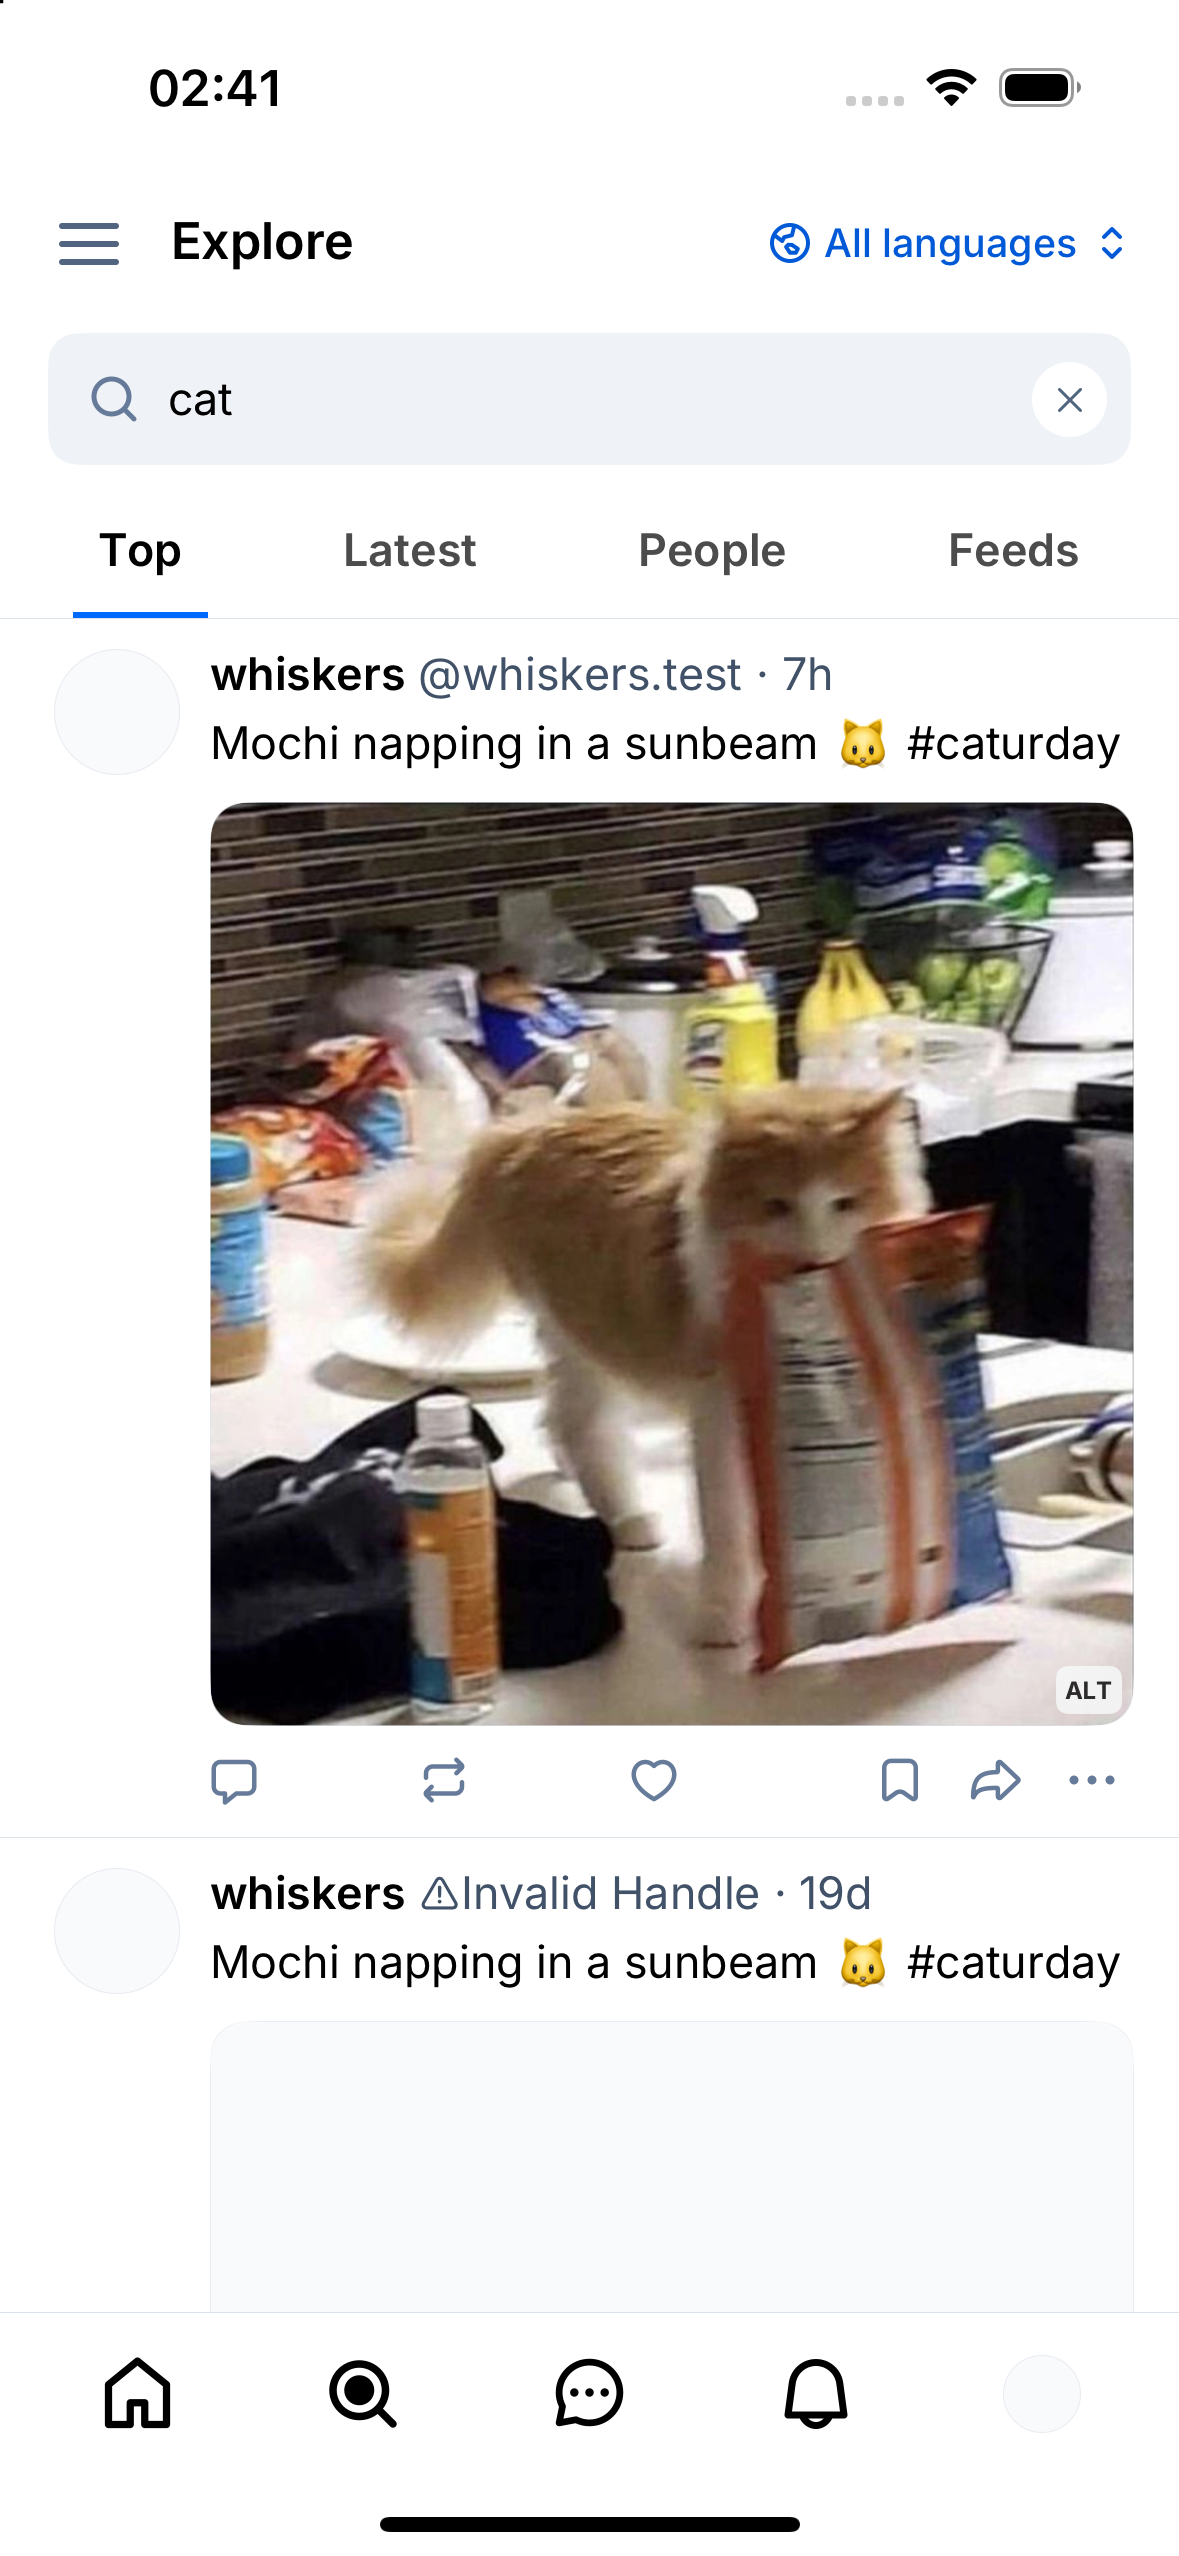 02:41
Explore
All languages
cat
Top Latest People Feeds
whiskers @whiskers.test · 7h
Mochi napping in a sunbeam 🐱 #caturday
ALT
whiskers ⚠Invalid Handle · 19d
Mochi napping in a sunbeam 🐱 #caturday